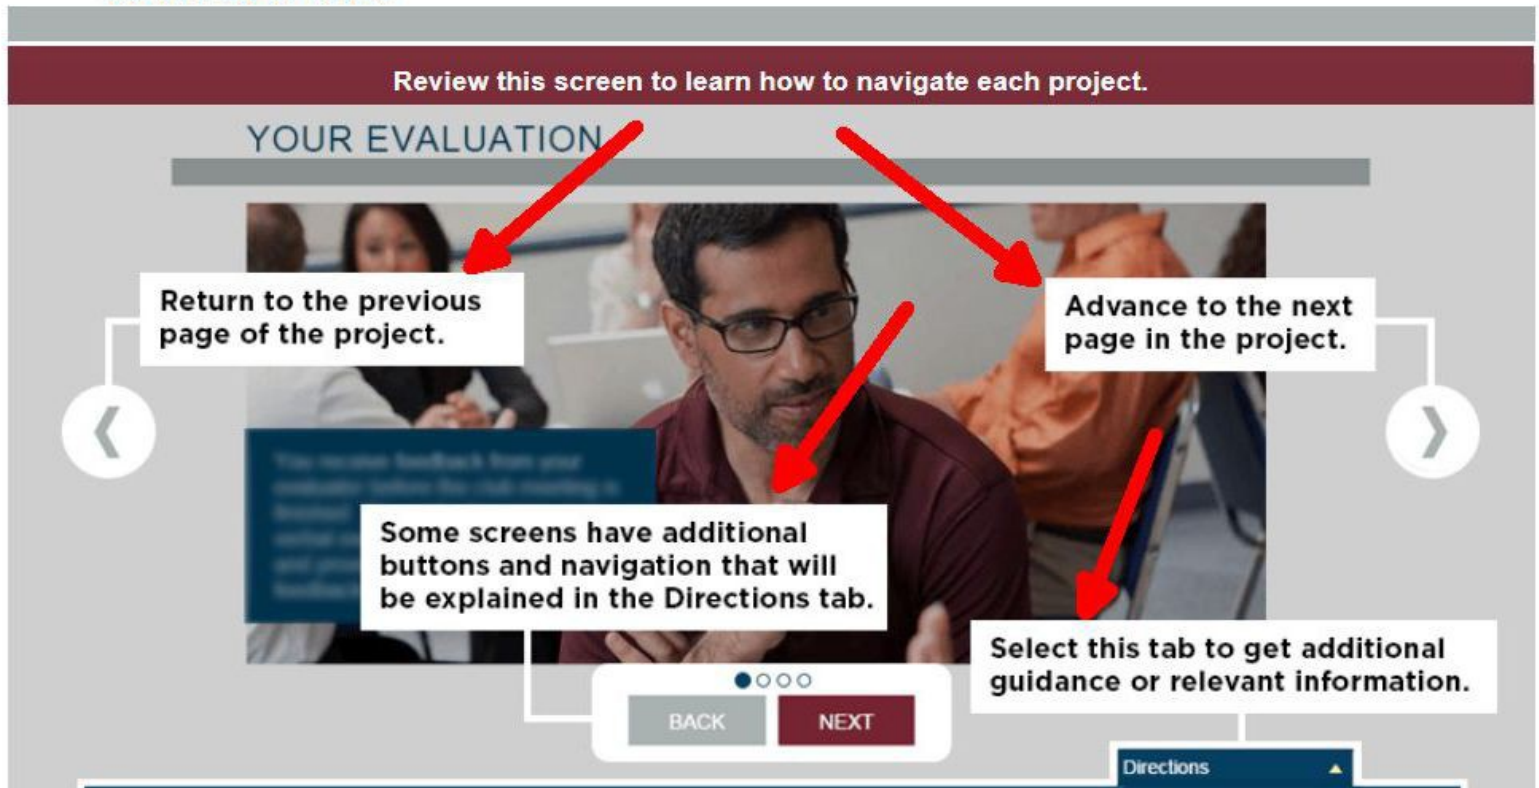 Review this screen to learn how to navigate each project.
YOUR EVALUATION
Return to the previous
page of the project.
Advance to the next
page in the project.
Some screens have additional
buttons and navigation that will
be explained in the Directions tab.
Select this tab to get additional
guidance or relevant information.
BACK
NEXT
Directions